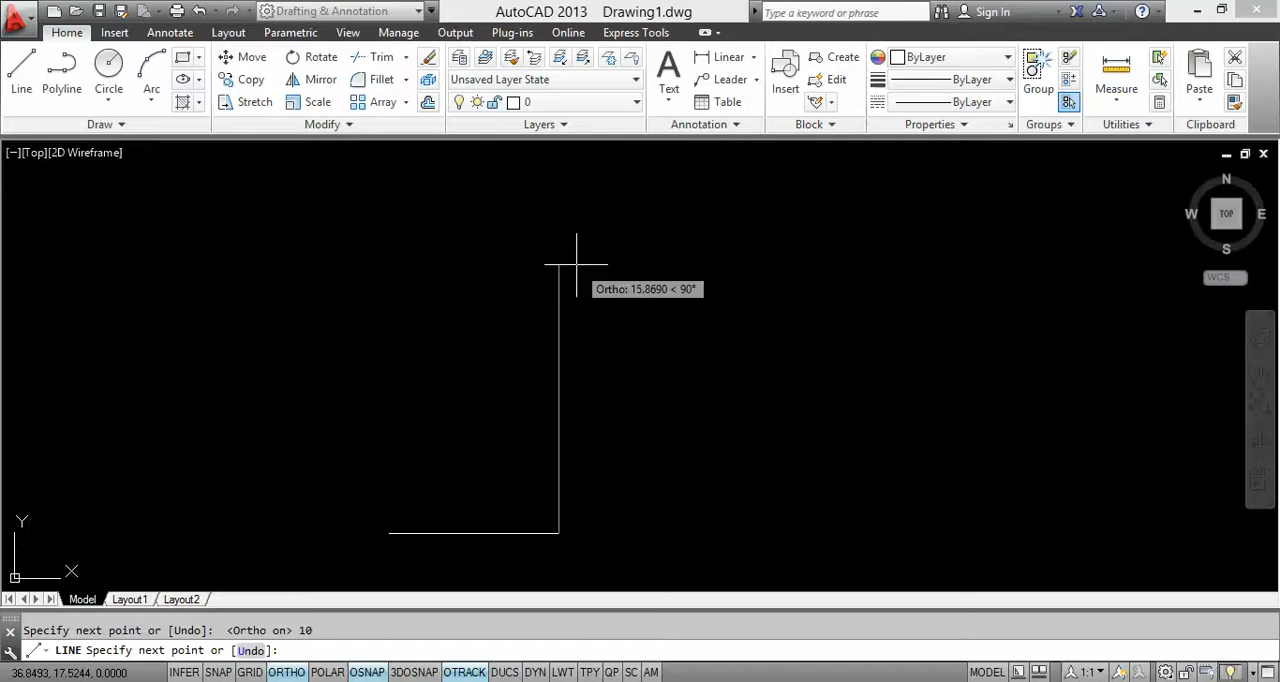 Drafting & Annotation AutoCAD 2013 Drawing1.dwg Type a keyword or phrase Sign In
Home Insert Annotate Layout Parametric View Manage Output Plug-ins Online Express Tools
Line Polyline Circle Arc
Move Rotate Trim
Copy Mirror Fillet
Stretch Scale Array
Unsaved Layer State
0
Text
Linear
Leader
Table
Insert
Create
Edit
ByLayer
ByLayer
ByLayer
Group
Measure
Paste
Draw Modify Layers Annotation Block Properties Groups Utilities Clipboard
[−][Top][2D Wireframe]
N
W TOP E
S
WCS
Ortho: 15.8690 < 90°
Y
X
Model Layout1 Layout2
Specify next point or [Undo]: <Ortho on> 10
LINE Specify next point or [Undo]:
36.8493, 17.5244, 0.0000 INFER SNAP GRID ORTHO POLAR OSNAP 3DOSNAP OTRACK DUCS DYN LWT TPY QP SC AM MODEL 1:1